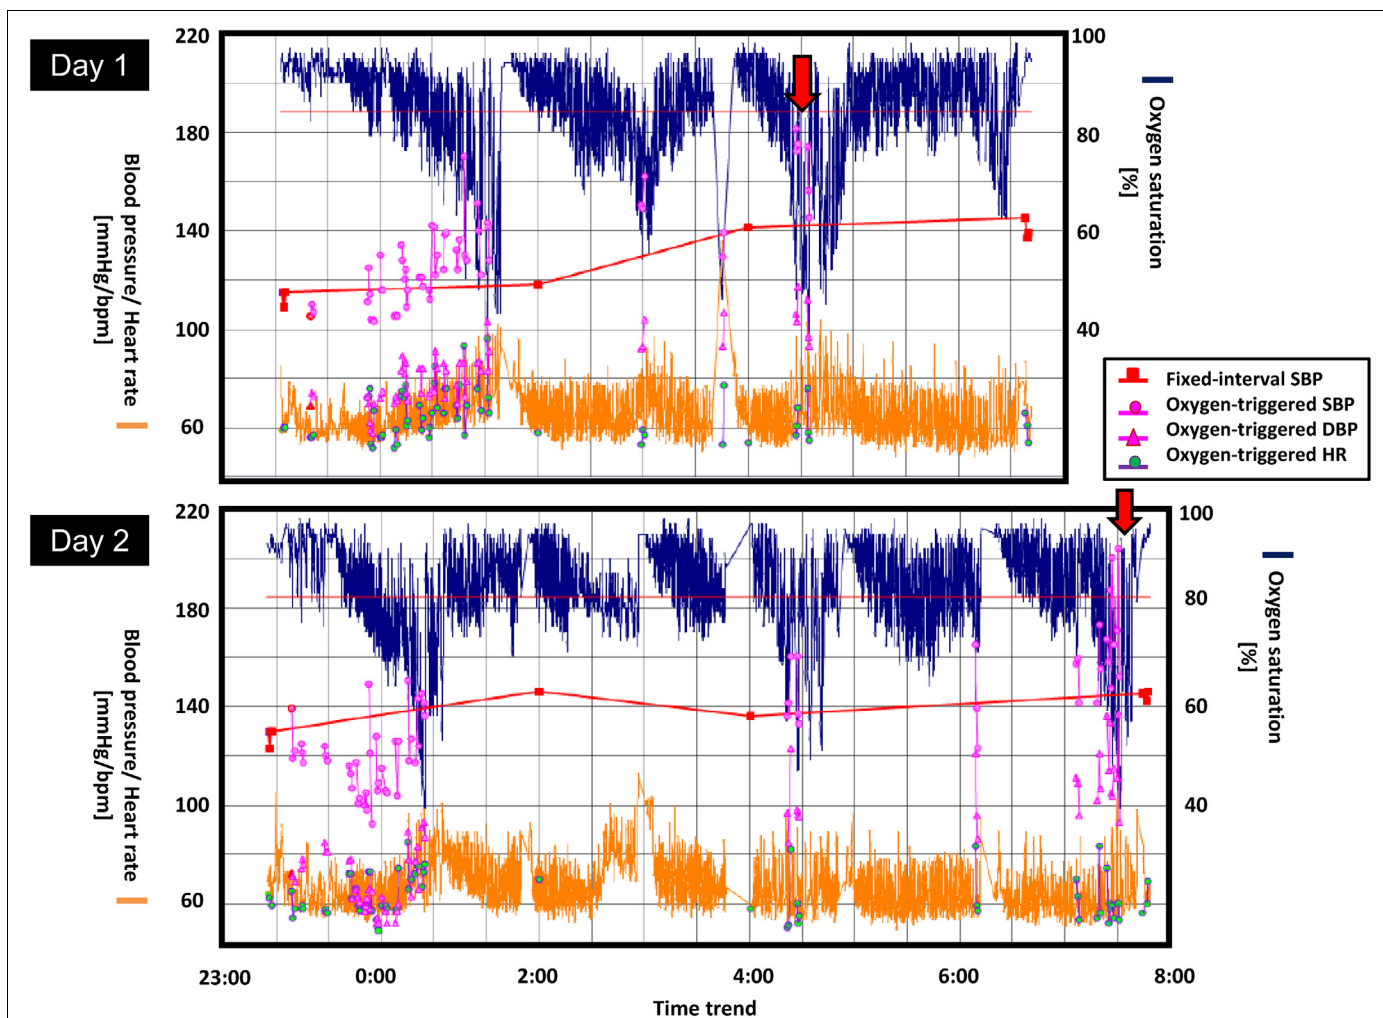 Day 1
220
180
140
100
60
Blood pressure/ Heart rate
[mmHg/bpm]
100
80
60
40
Oxygen saturation
[%]
Fixed-interval SBP
Oxygen-triggered SBP
Oxygen-triggered DBP
Oxygen-triggered HR
Day 2
220
180
140
100
60
Blood pressure/ Heart rate
[mmHg/bpm]
100
80
60
40
Oxygen saturation
[%]
23:00 0:00 2:00 4:00 6:00 8:00
Time trend